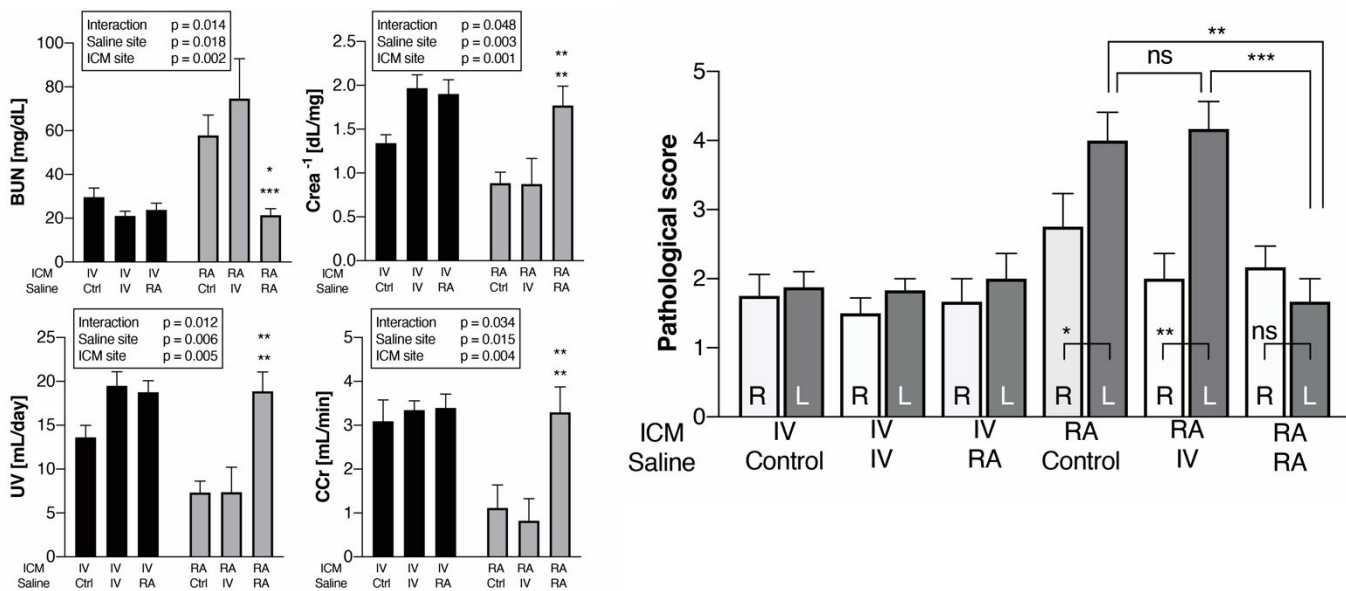 Interaction p = 0.014
Saline site p = 0.018
ICM site p = 0.002
BUN [mg/dL]
100
80
60
40
20
0
*
***
ICM IV IV IV RA RA RA
Saline Ctrl IV RA Ctrl IV RA
Interaction p = 0.048
Saline site p = 0.003
ICM site p = 0.001
Crea⁻¹ [dL/mg]
2.5
2.0
1.5
1.0
0.5
0.0
**
**
ICM IV IV IV RA RA RA
Saline Ctrl IV RA Ctrl IV RA
Interaction p = 0.012
Saline site p = 0.006
ICM site p = 0.005
UV [mL/day]
25
20
15
10
5
0
**
**
ICM IV IV IV RA RA RA
Saline Ctrl IV RA Ctrl IV RA
Interaction p = 0.034
Saline site p = 0.015
ICM site p = 0.004
CCr [mL/min]
5
4
3
2
1
0
**
**
ICM IV IV IV RA RA RA
Saline Ctrl IV RA Ctrl IV RA
**
ns
***
Pathological score
5
4
3
2
1
0
* ** ns
R L R L R L R L R L R L
ICM IV IV IV RA RA RA
Saline Control IV RA Control IV RA